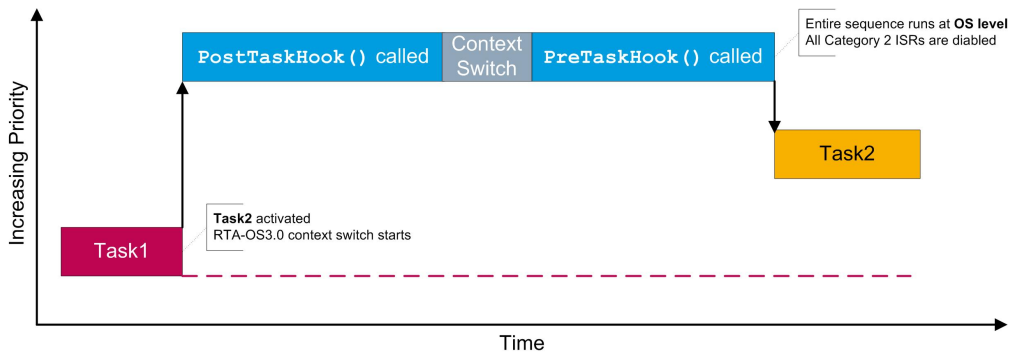 Entire sequence runs at OS level
All Category 2 ISRs are diabled
PostTaskHook() called
Context
Switch
PreTaskHook() called
Increasing Priority
Task2
Task2 activated
RTA-OS3.0 context switch starts
Task1
Time